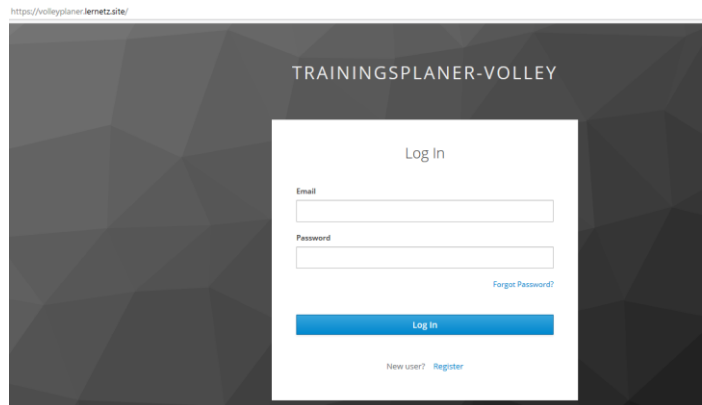 https://volleyplaner.lernetz.site/
TRAININGSPLANER-VOLLEY
Log In
Email
Password
Forgot Password?
Log In
New user? Register